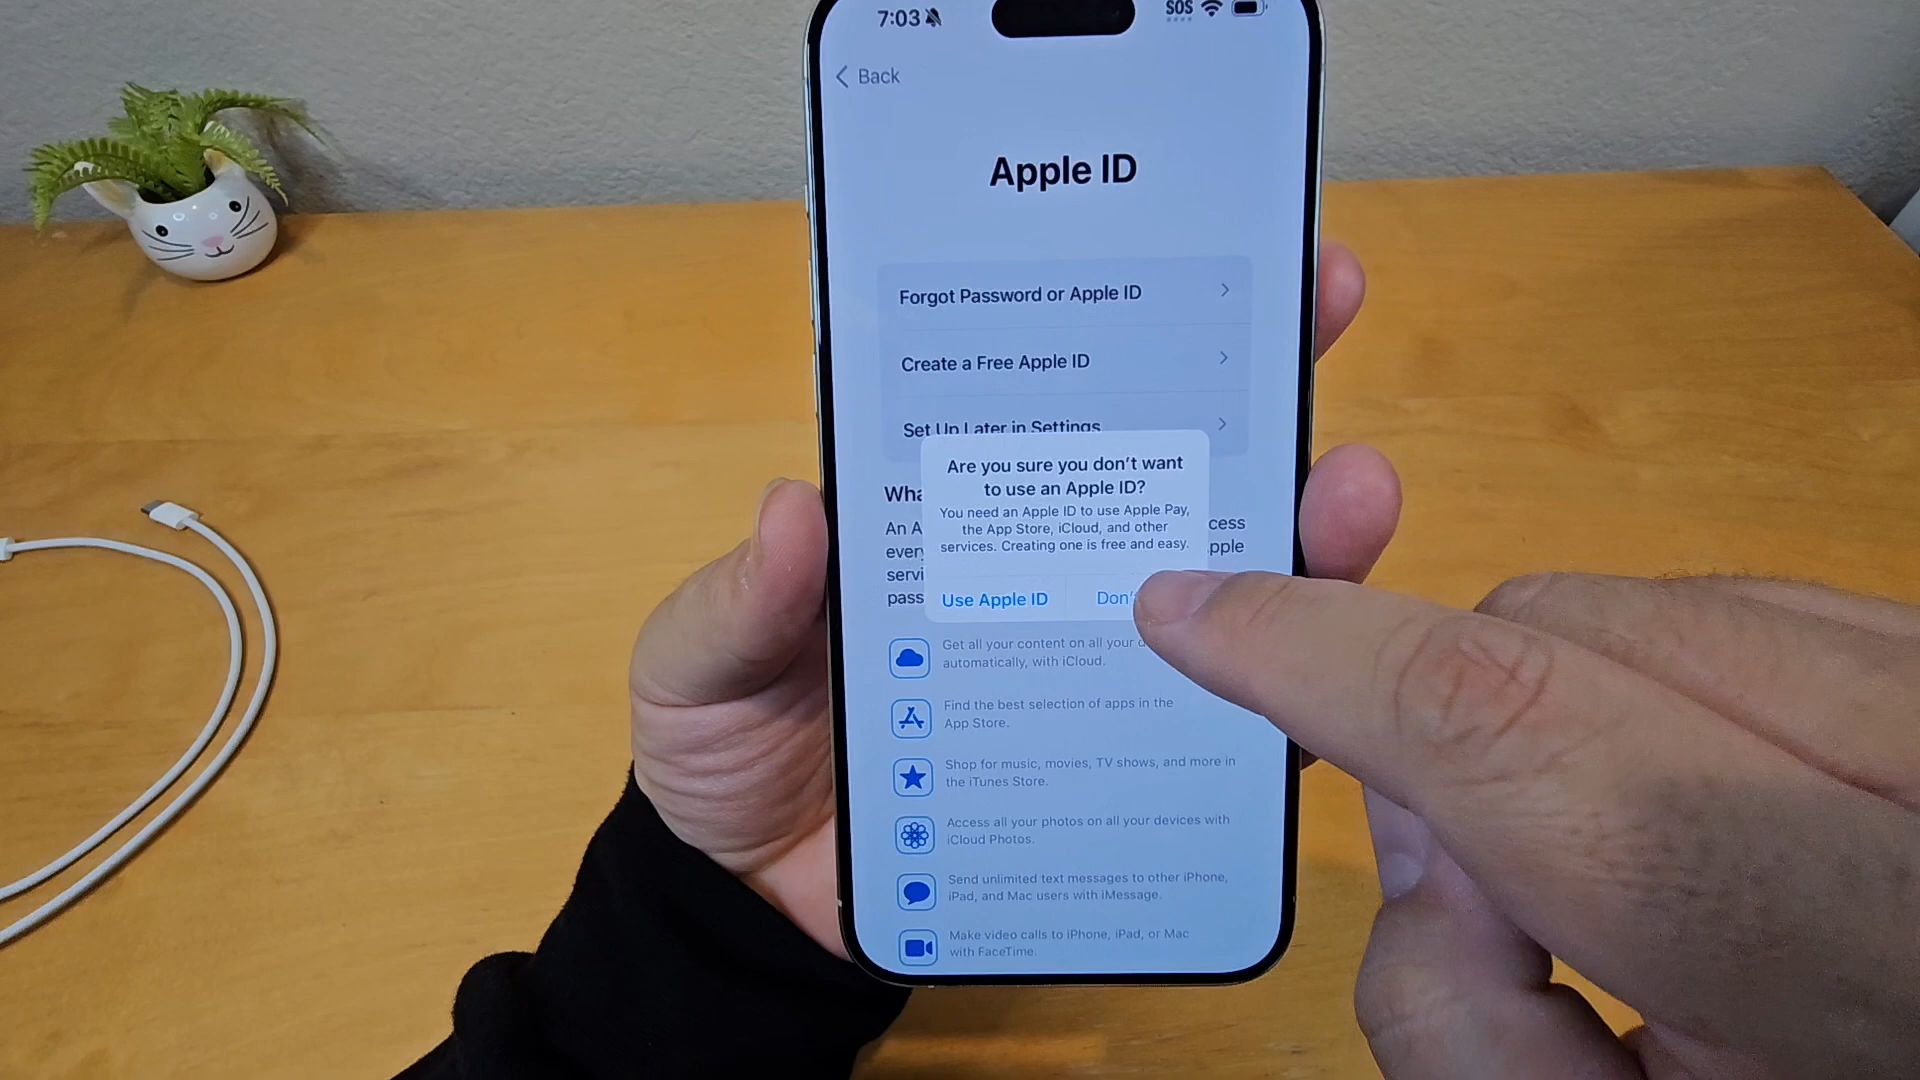 7:03
SOS
Back
Apple ID
Forgot Password or Apple ID
Create a Free Apple ID
Set Up Later in Settings
Are you sure you don't want
to use an Apple ID?
You need an Apple ID to use Apple Pay,
the App Store, iCloud, and other
services. Creating one is free and easy.
Use Apple ID
Get all your content on all your
automatically, with iCloud.
Find the best selection of apps in the
App Store.
Shop for music, movies, TV shows, and more in
the iTunes Store.
Access all your photos on all your devices with
iCloud Photos.
Send unlimited text messages to other iPhone,
iPad, and Mac users with iMessage.
Make video calls to iPhone, iPad, or Mac
with FaceTime.